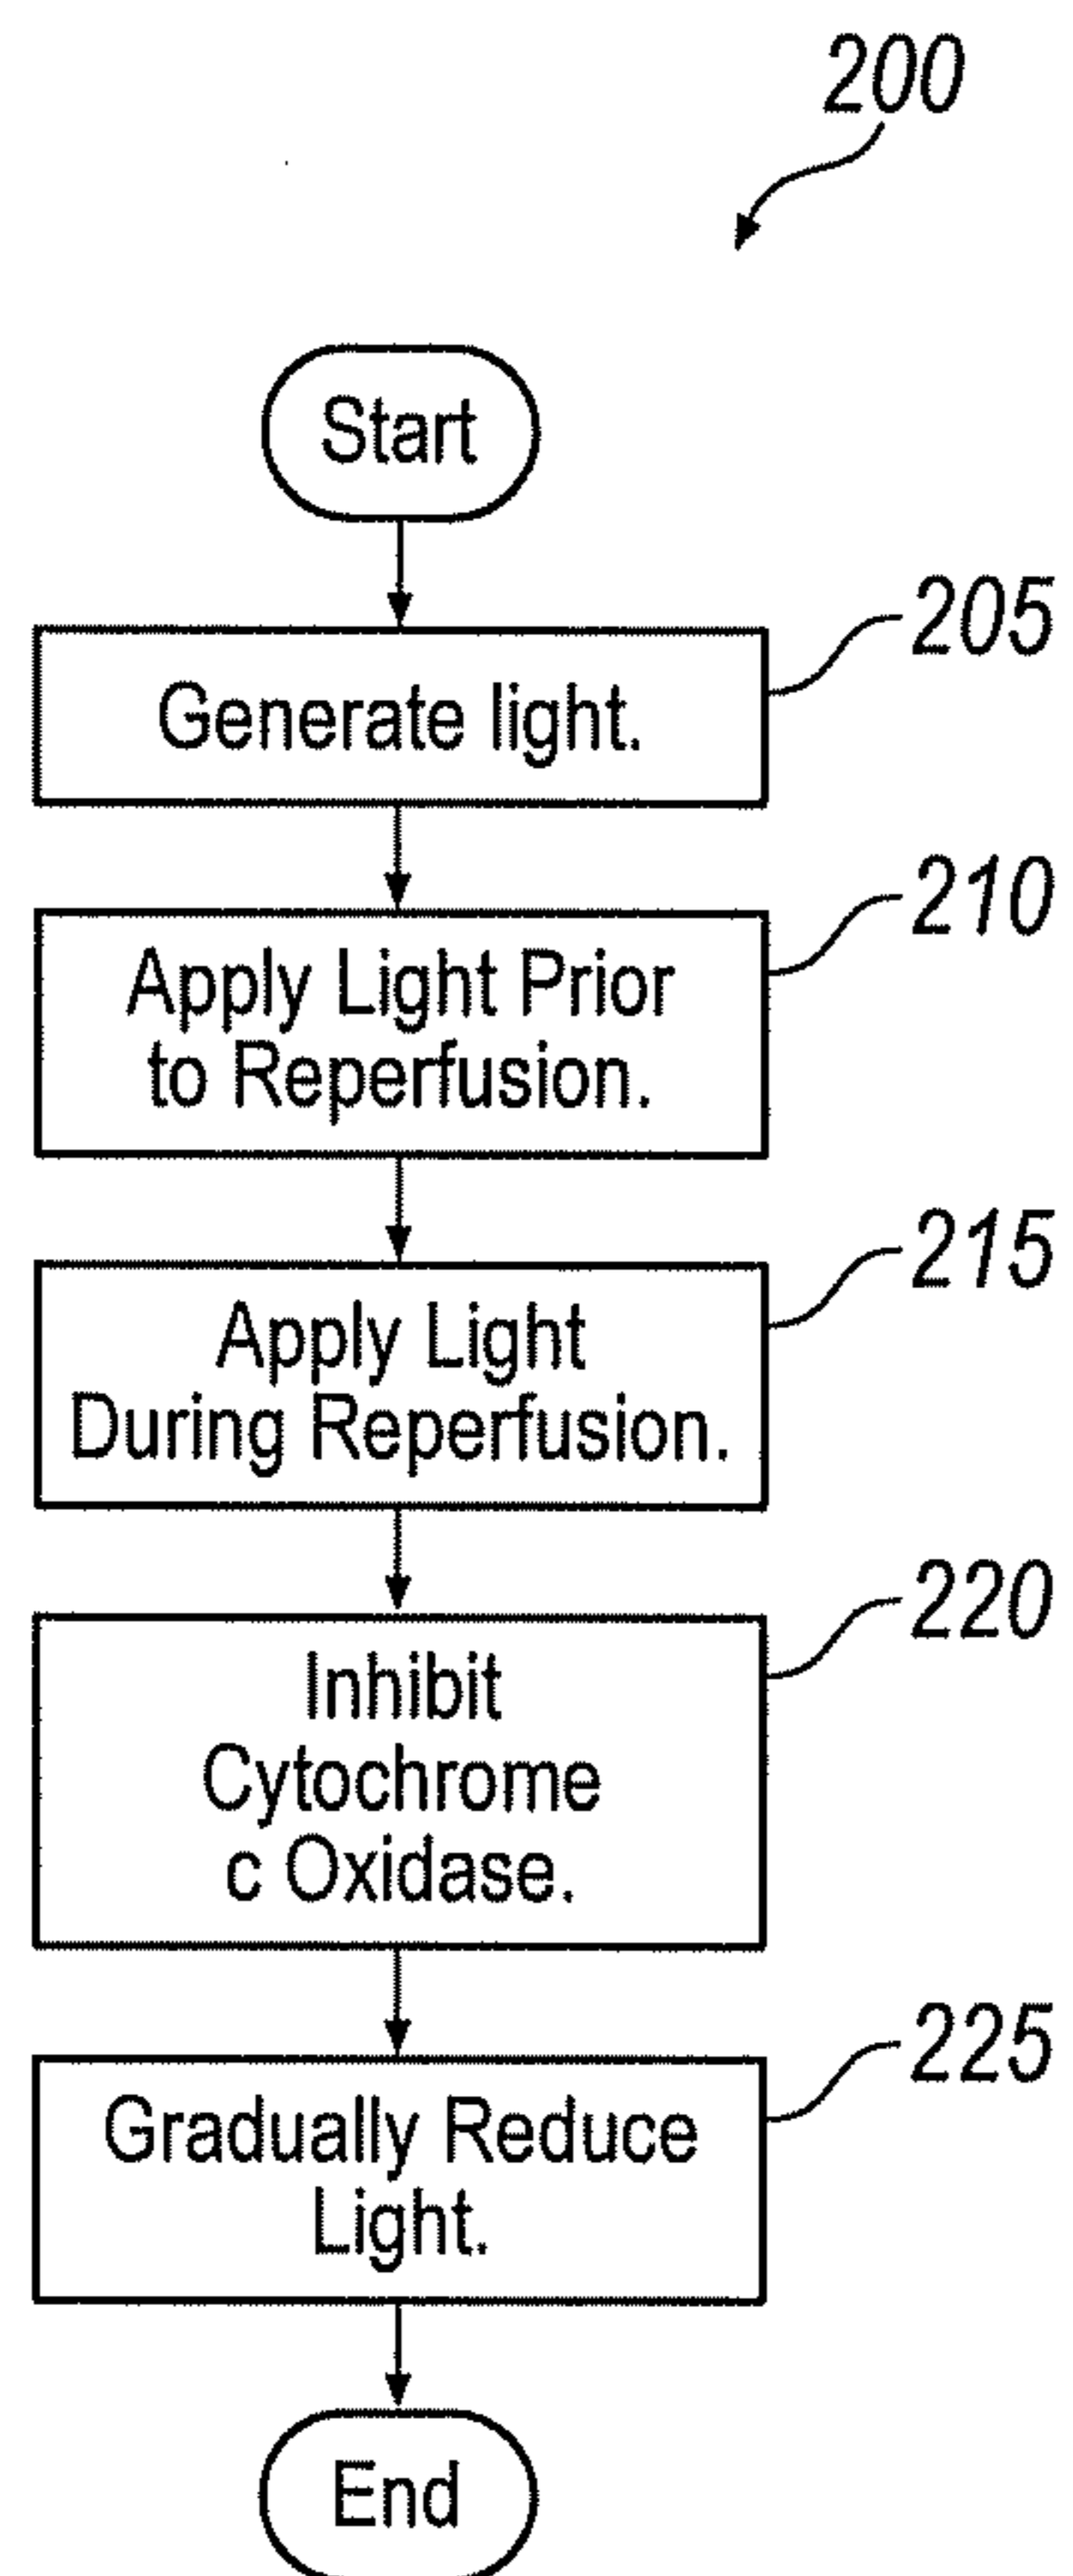 200
Start
205
Generate light.
210
Apply Light Prior
to Reperfusion.
215
Apply Light
During Reperfusion.
220
Inhibit
Cytochrome
c Oxidase.
225
Gradually Reduce
Light.
End